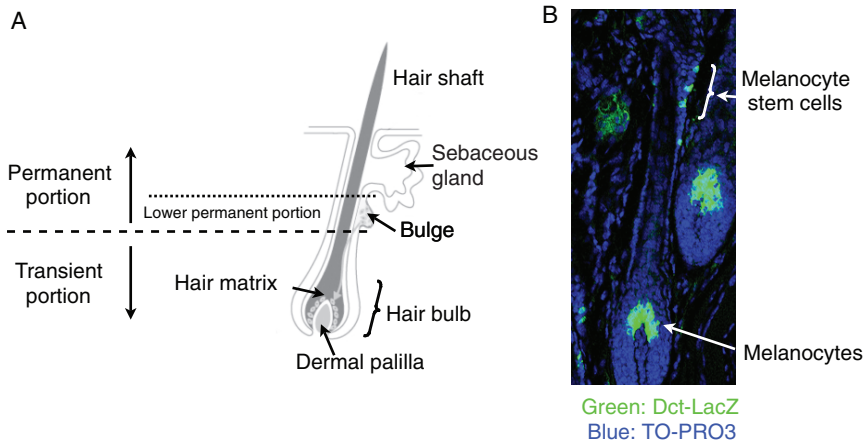 A
Hair shaft
Sebaceous
gland
Permanent
portion
Lower permanent portion
Bulge
Transient
portion
Hair matrix
Hair bulb
Dermal palilla
B
Melanocyte
stem cells
Melanocytes
Green: Dct-LacZ
Blue: TO-PRO3